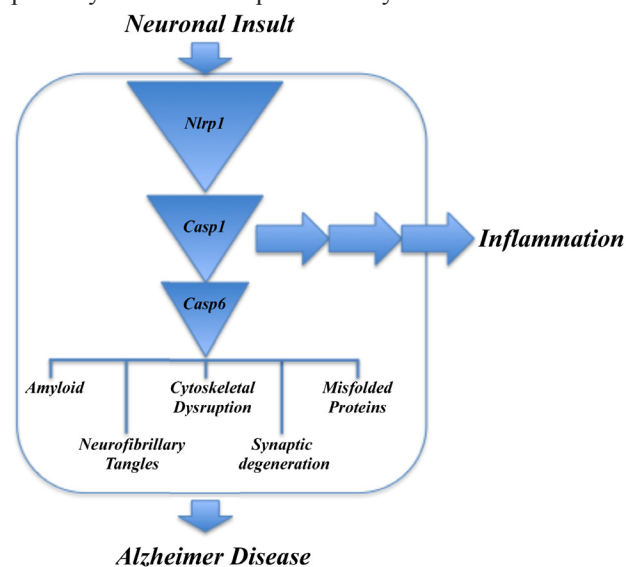 Neuronal Insult
Nlrp1
Casp1
Inflammation
Casp6
Amyloid
Cytoskeletal
Dysruption
Misfolded
Proteins
Neurofibrillary
Tangles
Synaptic
degeneration
Alzheimer Disease